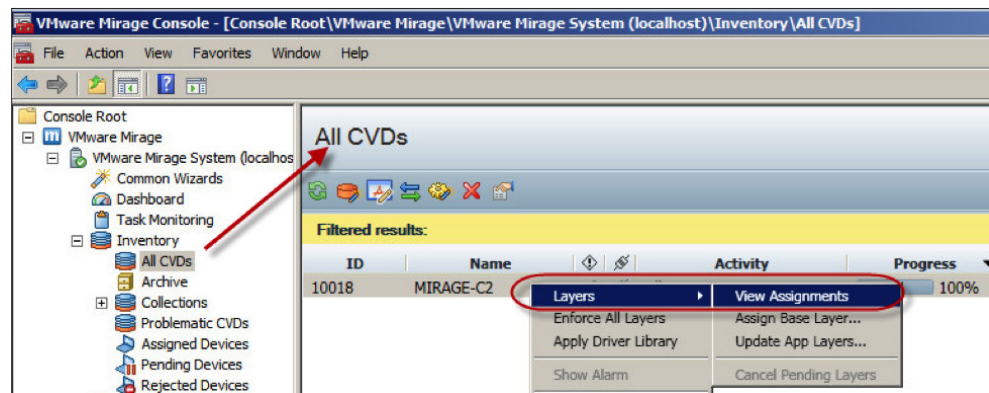 VMware Mirage Console - [Console Root\VMware Mirage\VMware Mirage System (localhost)\Inventory\All CVDs]
File Action View Favorites Window Help
Console Root
VMware Mirage
VMware Mirage System (localhos
Common Wizards
Dashboard
Task Monitoring
Inventory
All CVDs
Archive
Collections
Problematic CVDs
Assigned Devices
Pending Devices
Rejected Devices
All CVDs
Filtered results:
ID Name Activity Progress
10018 MIRAGE-C2 100%
Layers
Enforce All Layers
Apply Driver Library
Show Alarm
View Assignments
Assign Base Layer...
Update App Layers...
Cancel Pending Layers